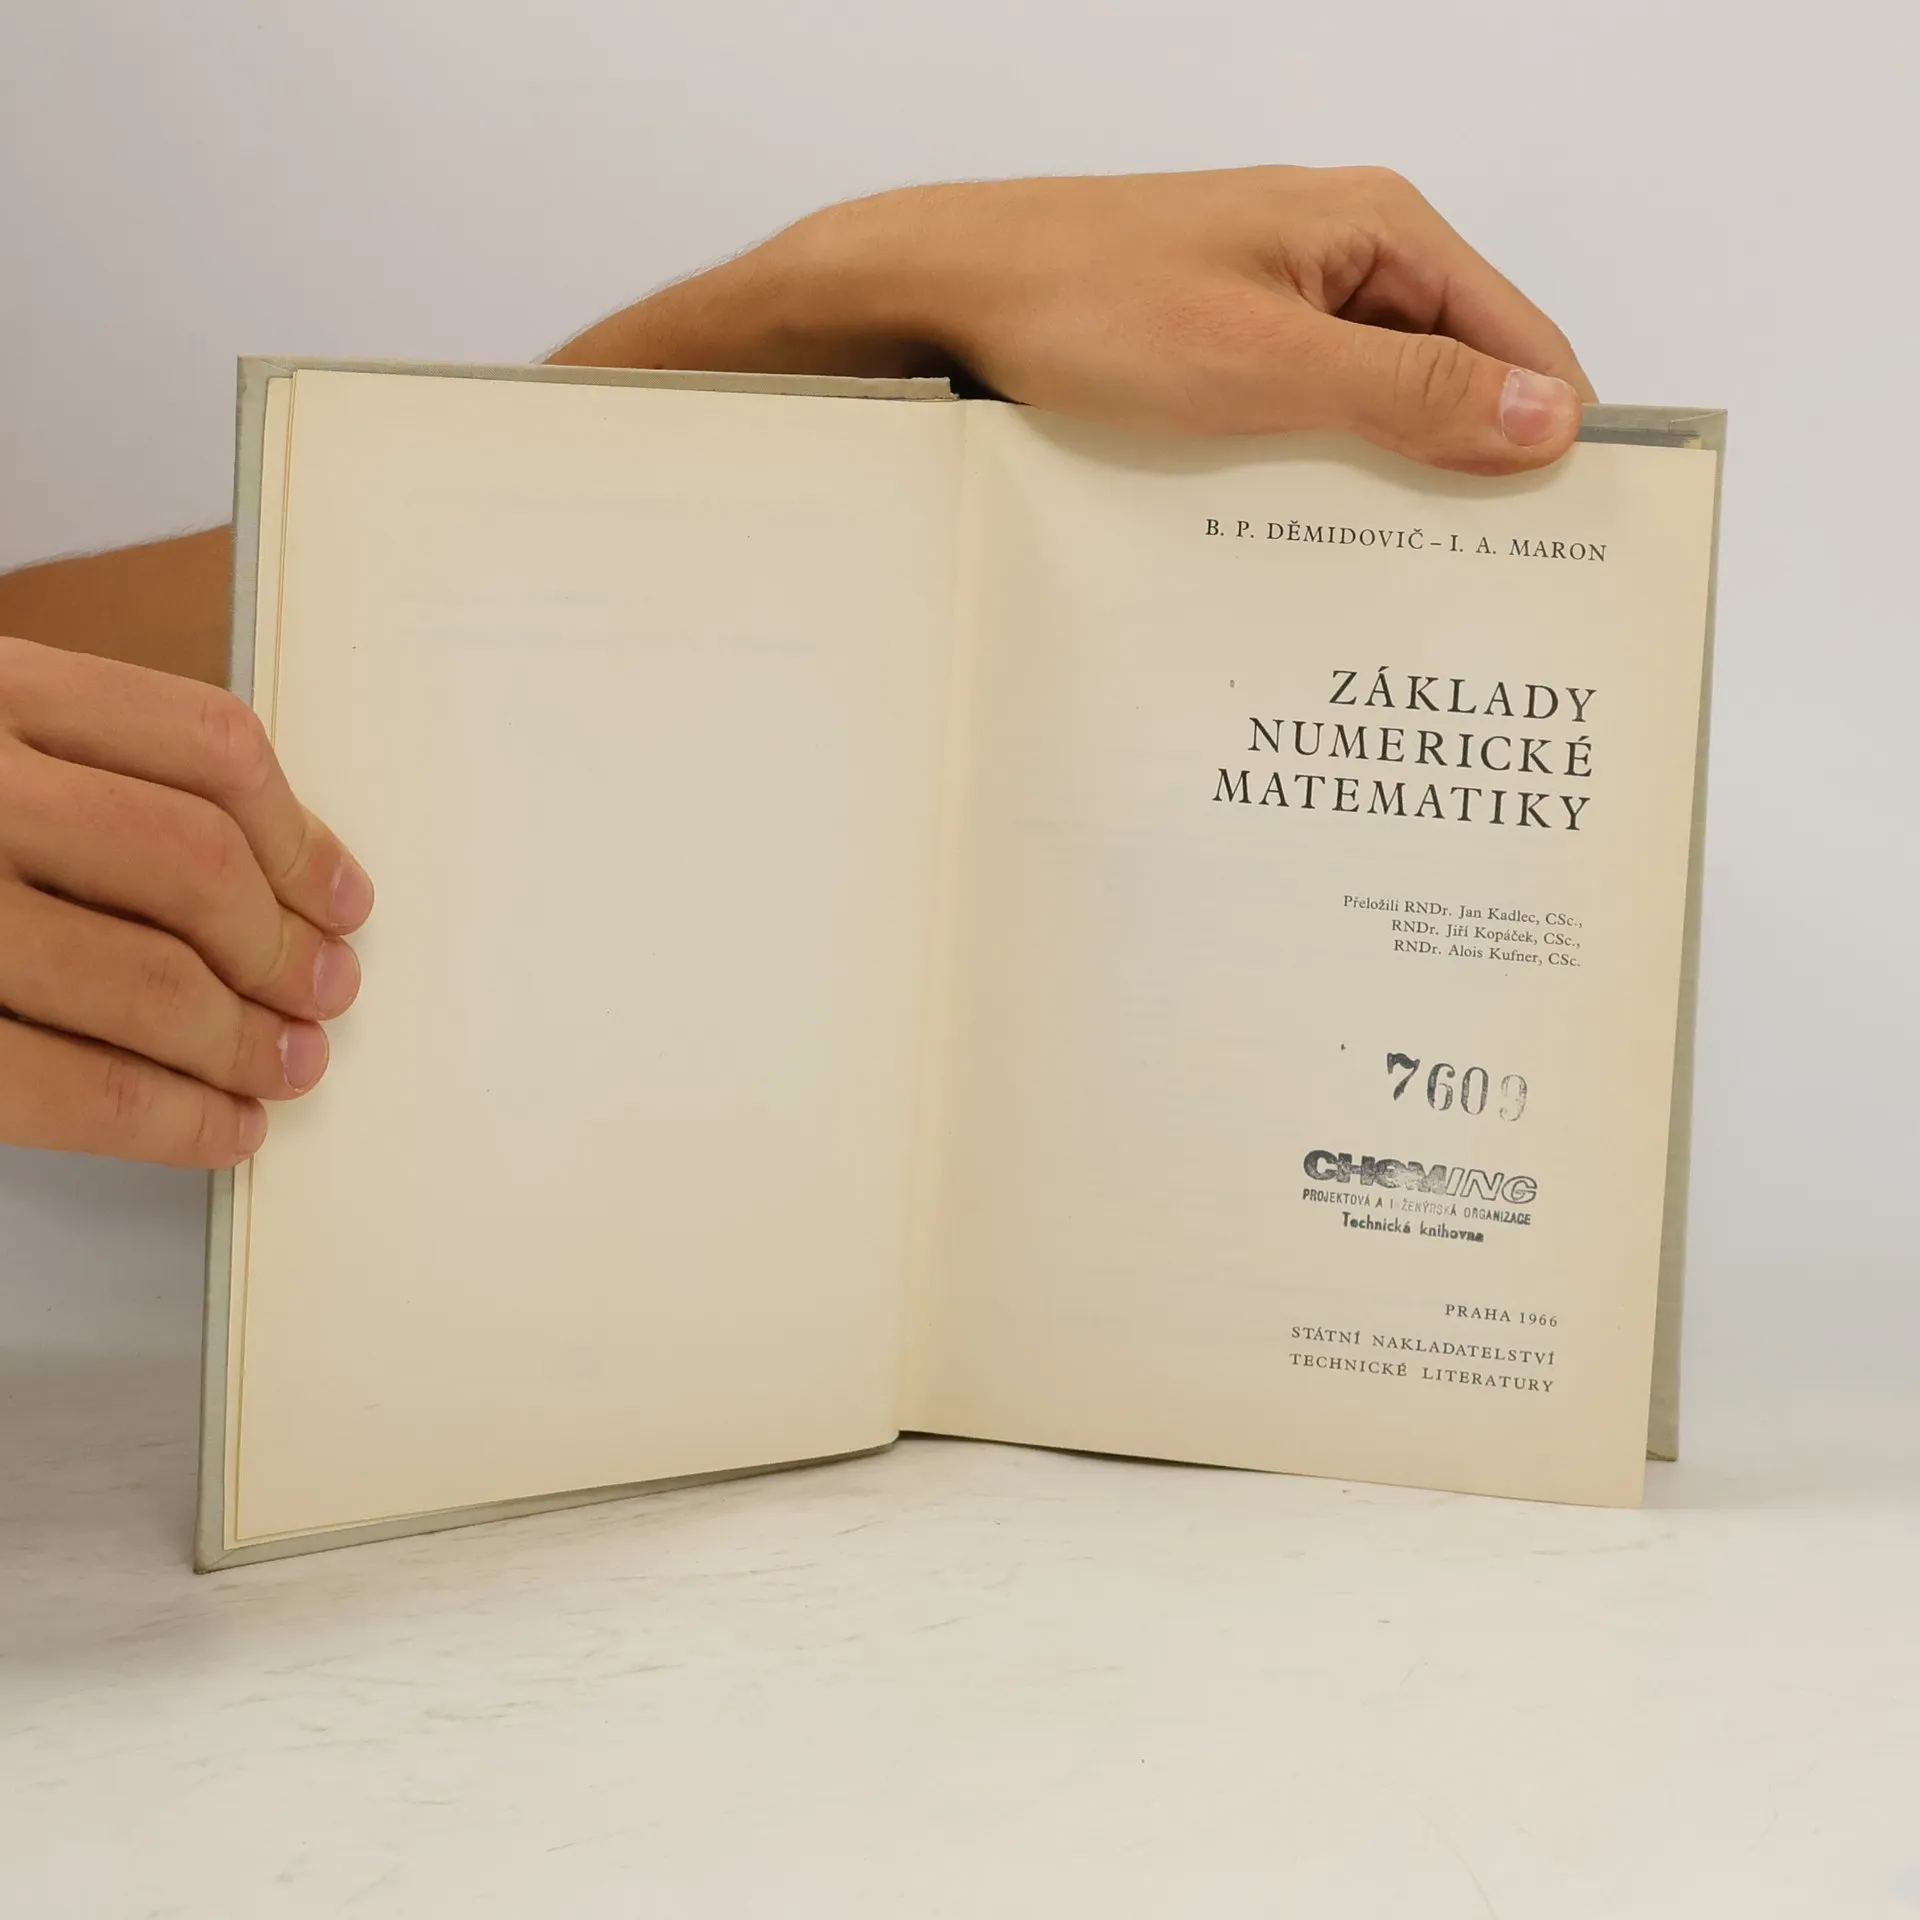 B. P. DĚMIDOVIČ – I. A. MARON
ZÁKLADY
NUMERICKÉ
MATEMATIKY
Přeložili RNDr. Jan Kadlec, CSc.,
RNDr. Jiří Kopáček, CSc.,
RNDr. Alois Kufner, CSc.
7609
CHEMING
PROJEKTOVÁ A INŽENÝRSKÁ ORGANIZACE
Technická knihovna
PRAHA 1966
STÁTNÍ NAKLADATELSTVÍ
TECHNICKÉ LITERATURY